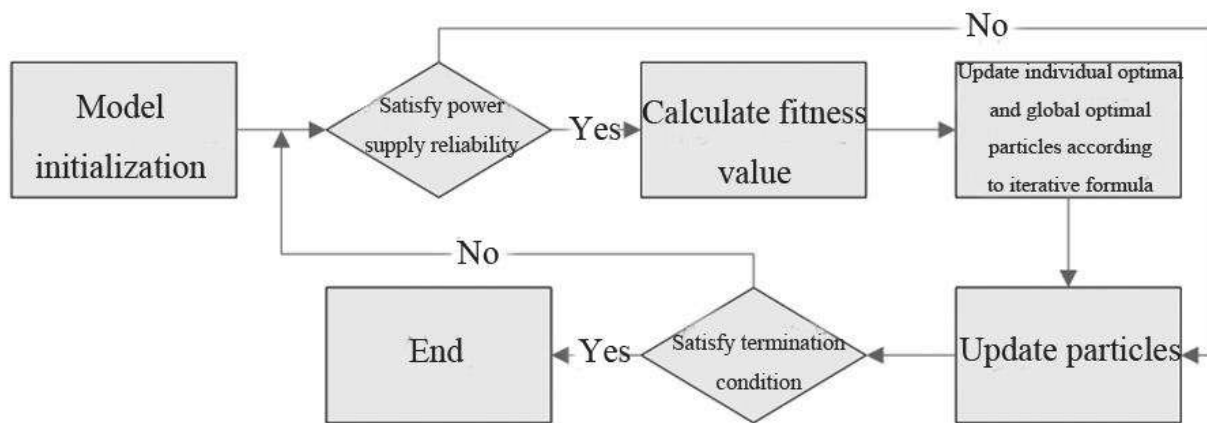 No
Model
initialization
Satisfy power
supply reliability
Yes
Calculate fitness
value
Update individual optimal
and global optimal
particles according
to iterative formula
No
End
Yes
Satisfy termination
condition
Update particles